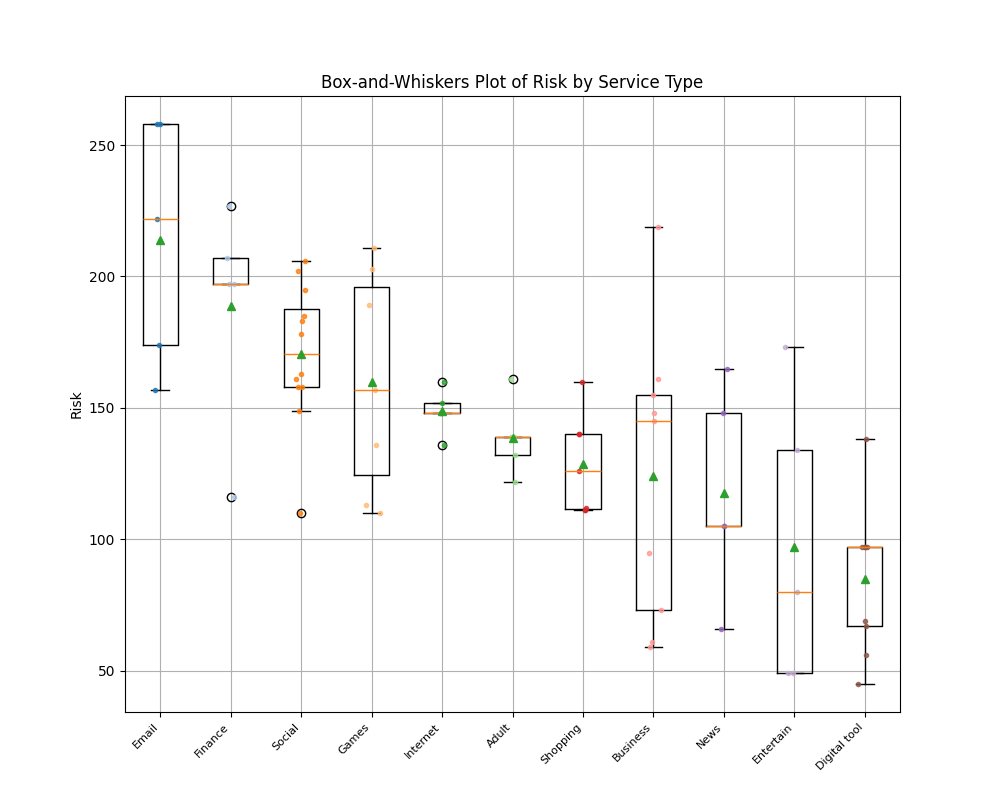 Box-and-Whiskers Plot of Risk by Service Type
250
200
150
100
50
Risk
Email
Finance
Social
Games
Internet
Adult
Shopping
Business
News
Entertain
Digital tool